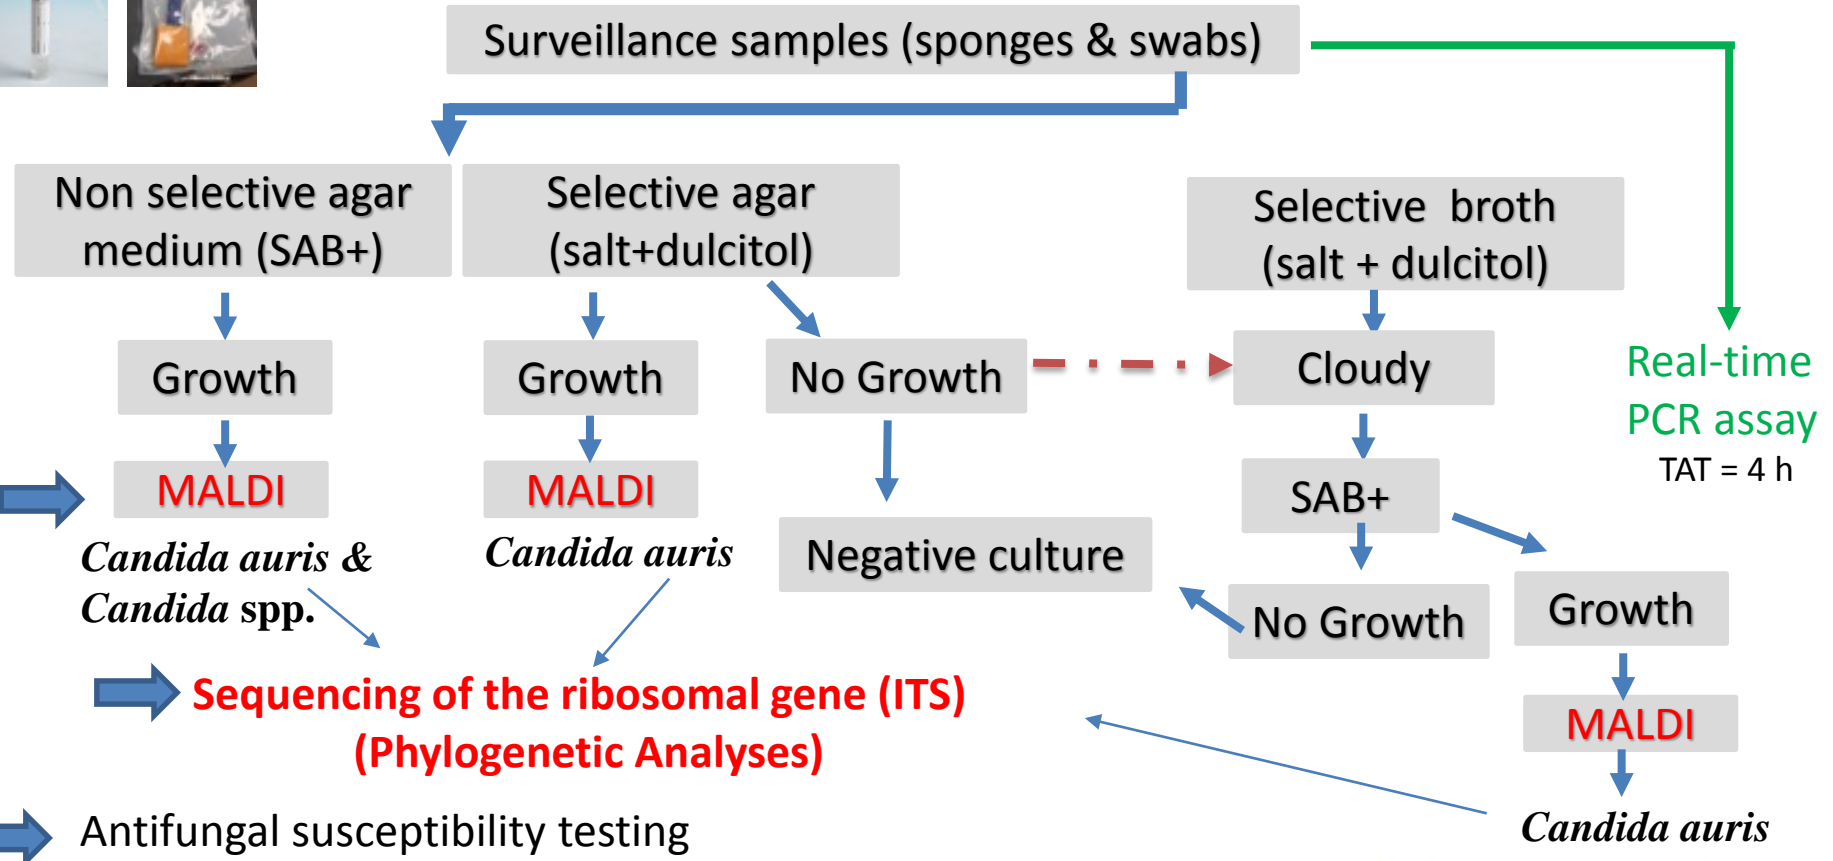 Surveillance samples (sponges & swabs)
Non selective agar
medium (SAB+)
Selective agar
(salt+dulcitol)
Selective broth
(salt + dulcitol)
Growth
Growth
No Growth
Cloudy
Real-time
PCR assay
TAT = 4 h
MALDI
MALDI
SAB+
Candida auris &
Candida spp.
Candida auris
Negative culture
No Growth
Growth
Sequencing of the ribosomal gene (ITS)
(Phylogenetic Analyses)
MALDI
Candida auris
Antifungal susceptibility testing